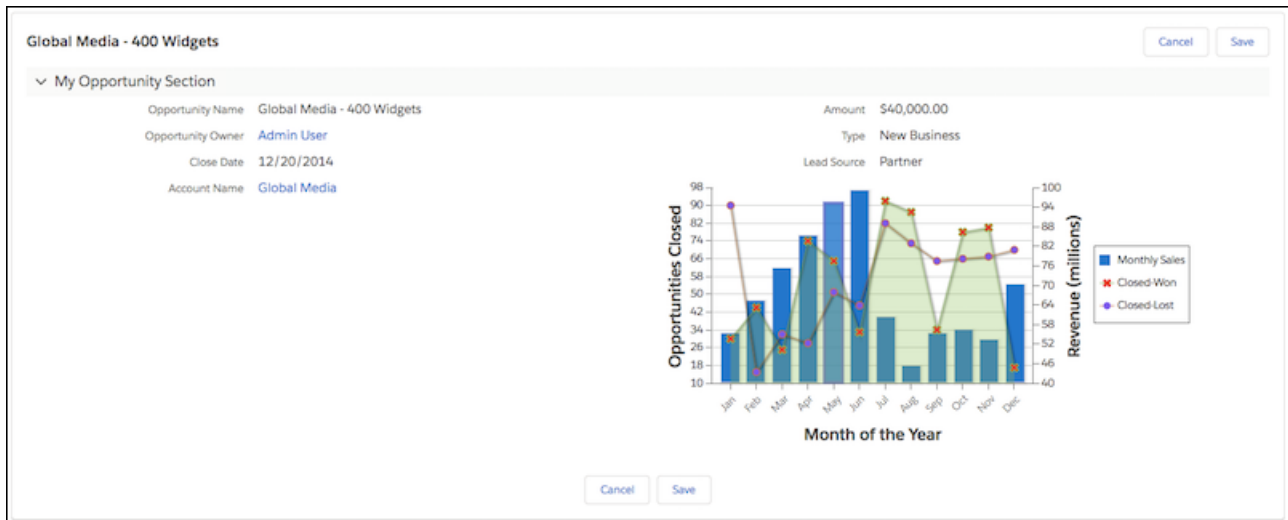 Global Media - 400 Widgets
Cancel
Save
My Opportunity Section
Opportunity Name Global Media - 400 Widgets
Opportunity Owner Admin User
Close Date 12/20/2014
Account Name Global Media
Amount $40,000.00
Type New Business
Lead Source Partner
Opportunities Closed
98
90
82
74
66
58
50
42
34
26
18
10
100
94
88
82
76
70
64
58
52
46
40
Revenue (millions)
Jan Feb Mar Apr May Jun Jul Aug Sep Oct Nov Dec
Month of the Year
Monthly Sales
Closed-Won
Closed-Lost
Cancel
Save